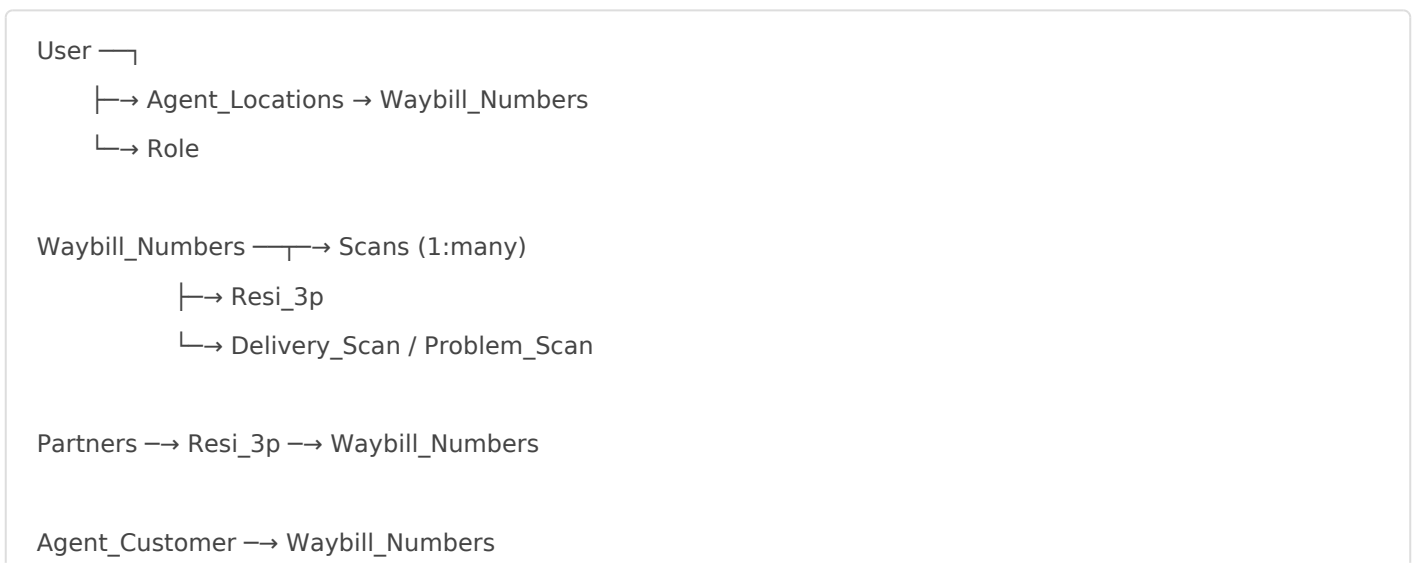 User ──┐
├─→ Agent_Locations → Waybill_Numbers
└─→ Role
Waybill_Numbers ──┬─→ Scans (1:many)
├─→ Resi_3p
└─→ Delivery_Scan / Problem_Scan
Partners ─→ Resi_3p ─→ Waybill_Numbers
Agent_Customer ─→ Waybill_Numbers